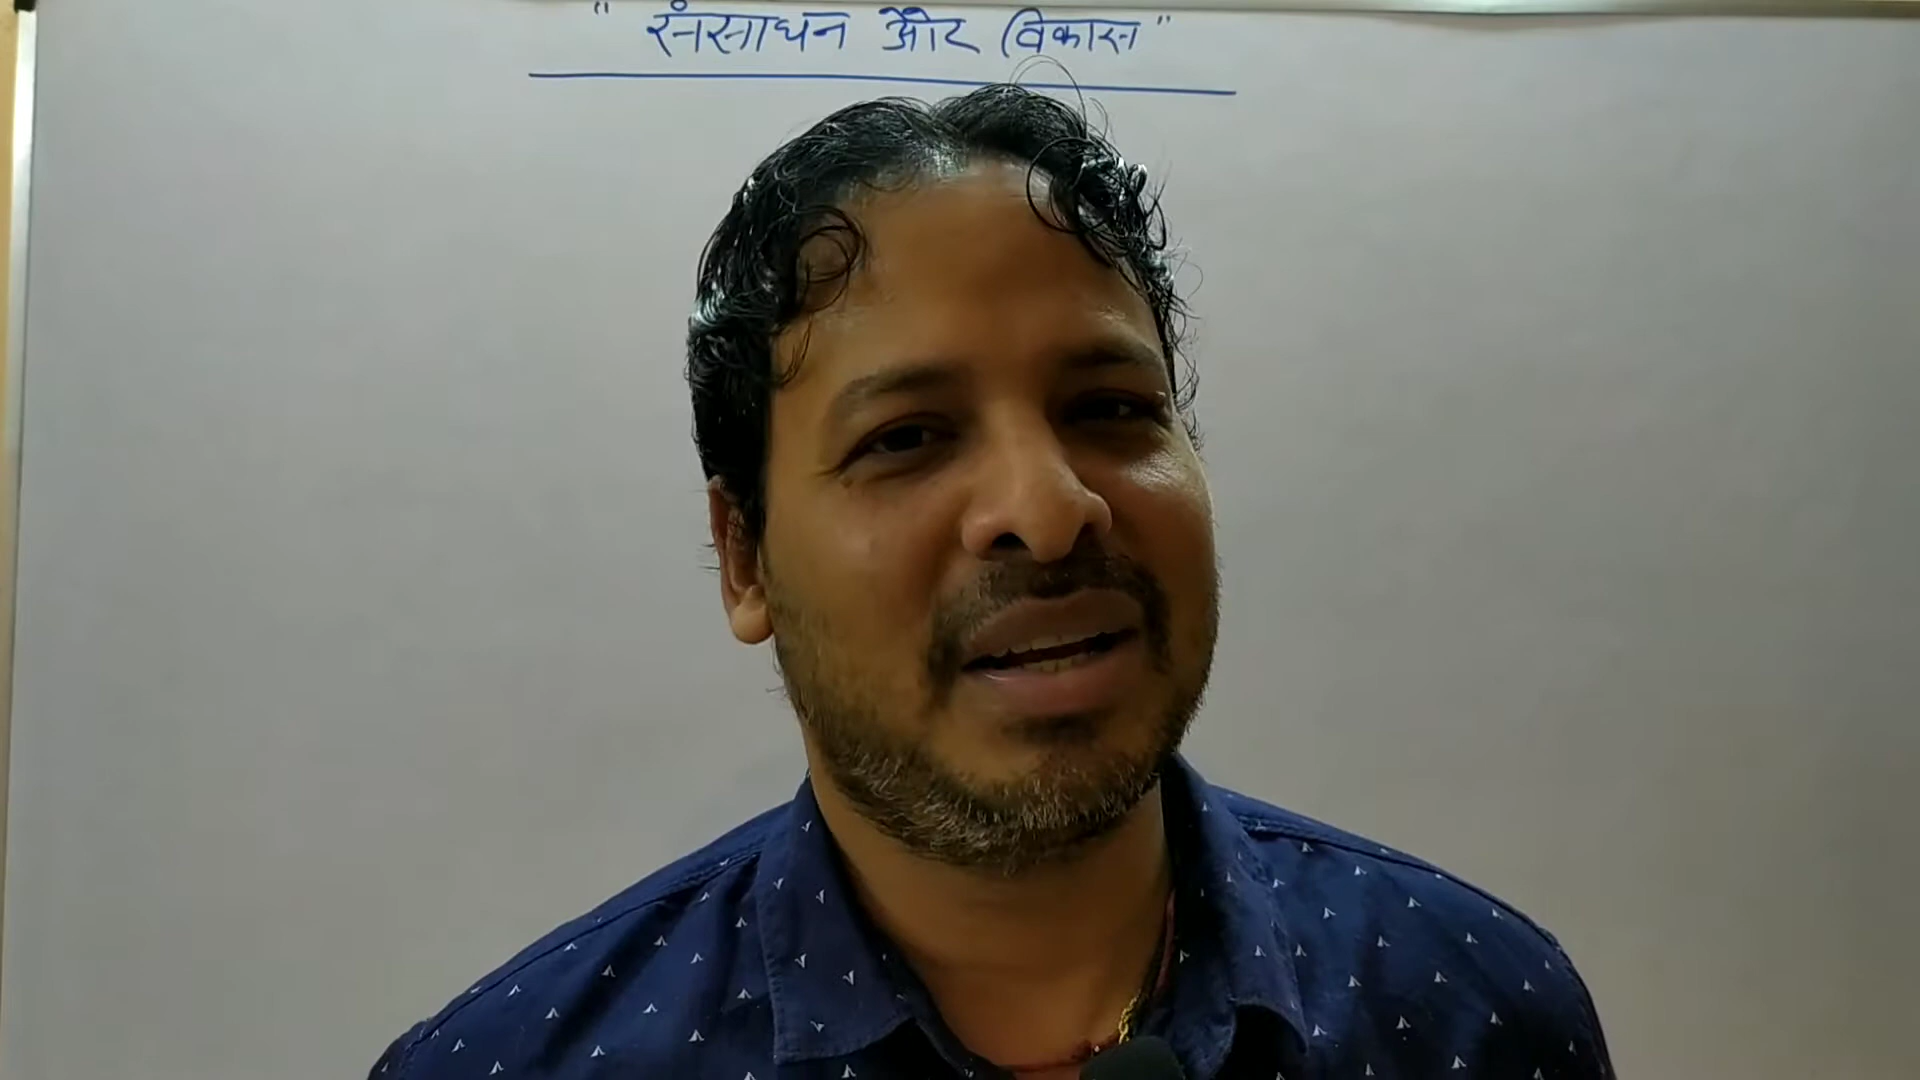 " संसाधन और विकास "